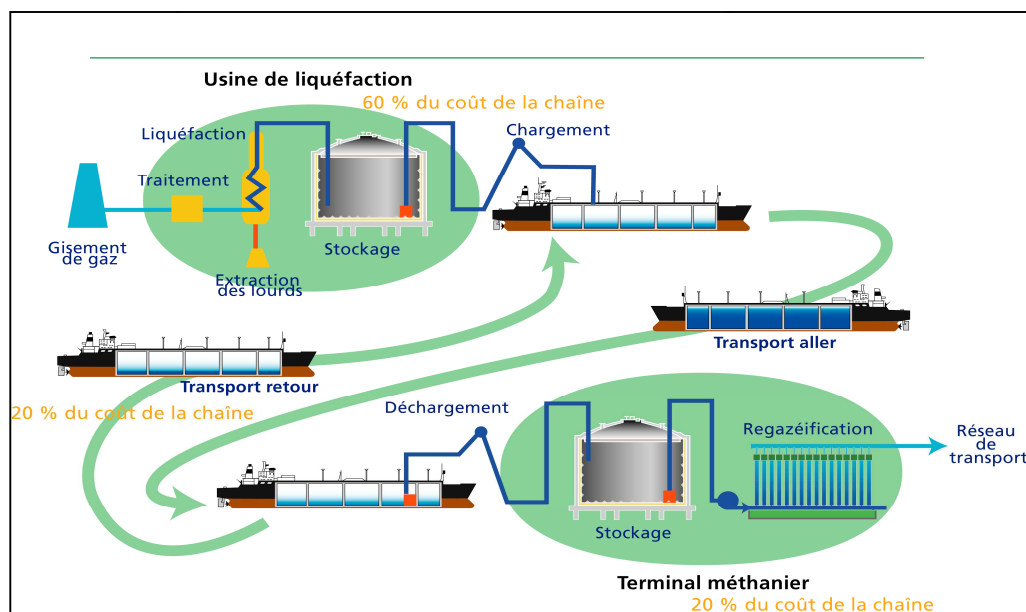 Usine de liquéfaction
60 % du coût de la chaîne
Liquéfaction
Chargement
Traitement
Gisement
de gaz
Stockage
Extraction
des lourds
Transport aller
Transport retour
20 % du coût de la chaîne
Déchargement
Regazéification
Réseau
de
transport
Stockage
Terminal méthanier
20 % du coût de la chaîne